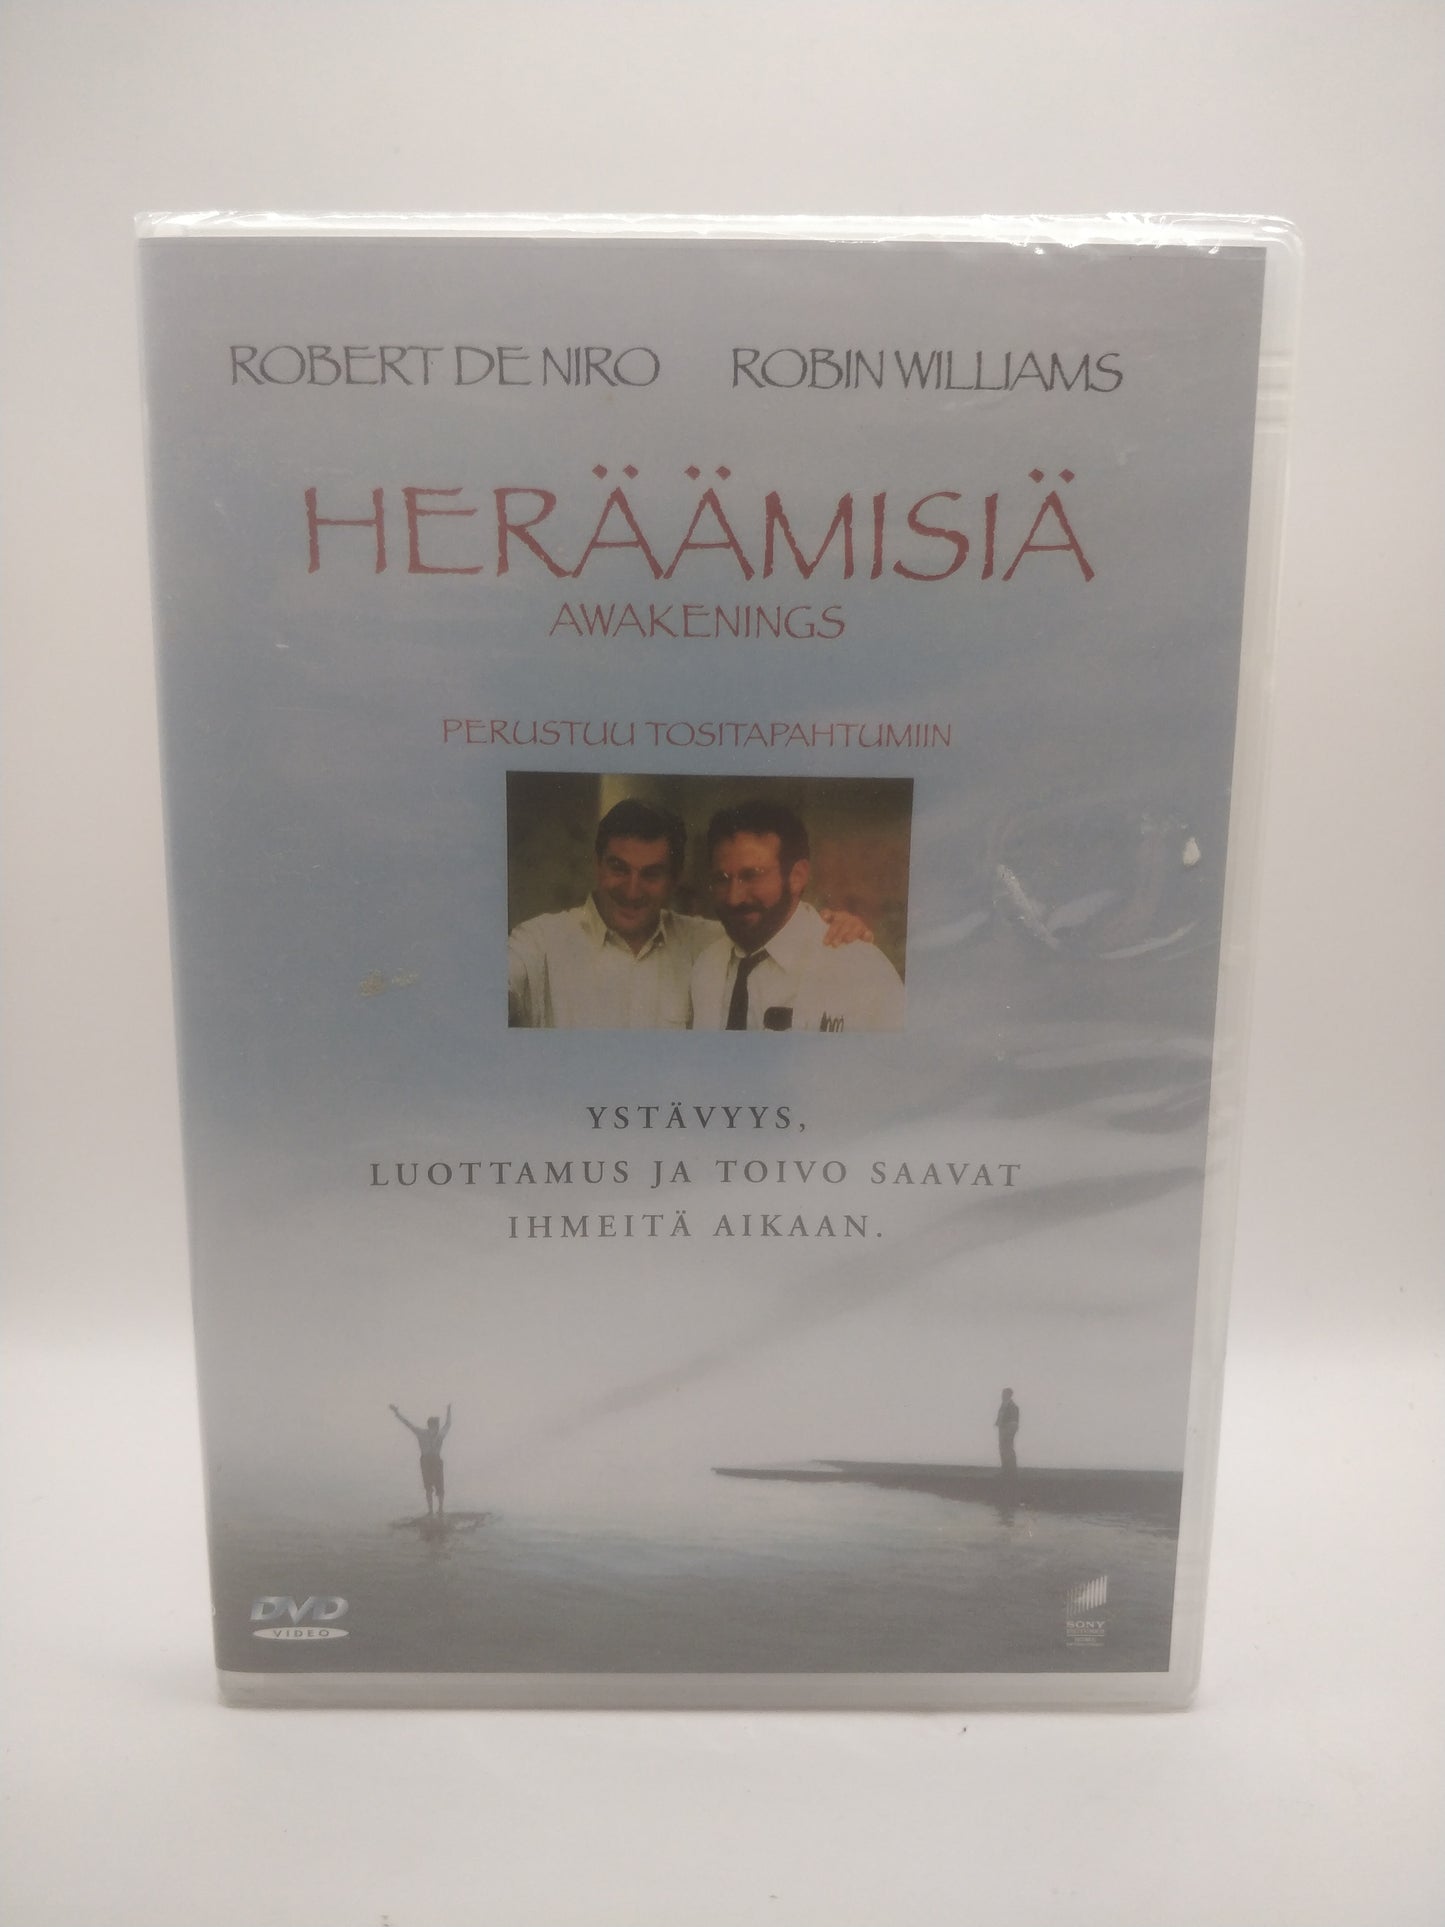 ROBERT DE NIRO ROBIN WILLIAMS
HERÄÄMISIÄ
AWAKENINGS
PERUSTUU TOSITAPAHTUMIIN
YSTÄVYYS,
LUOTTAMUS JA TOIVO SAAVAT
IHMEITÄ AIKAAN.
DVD
VIDEO
SONY
PICTURES